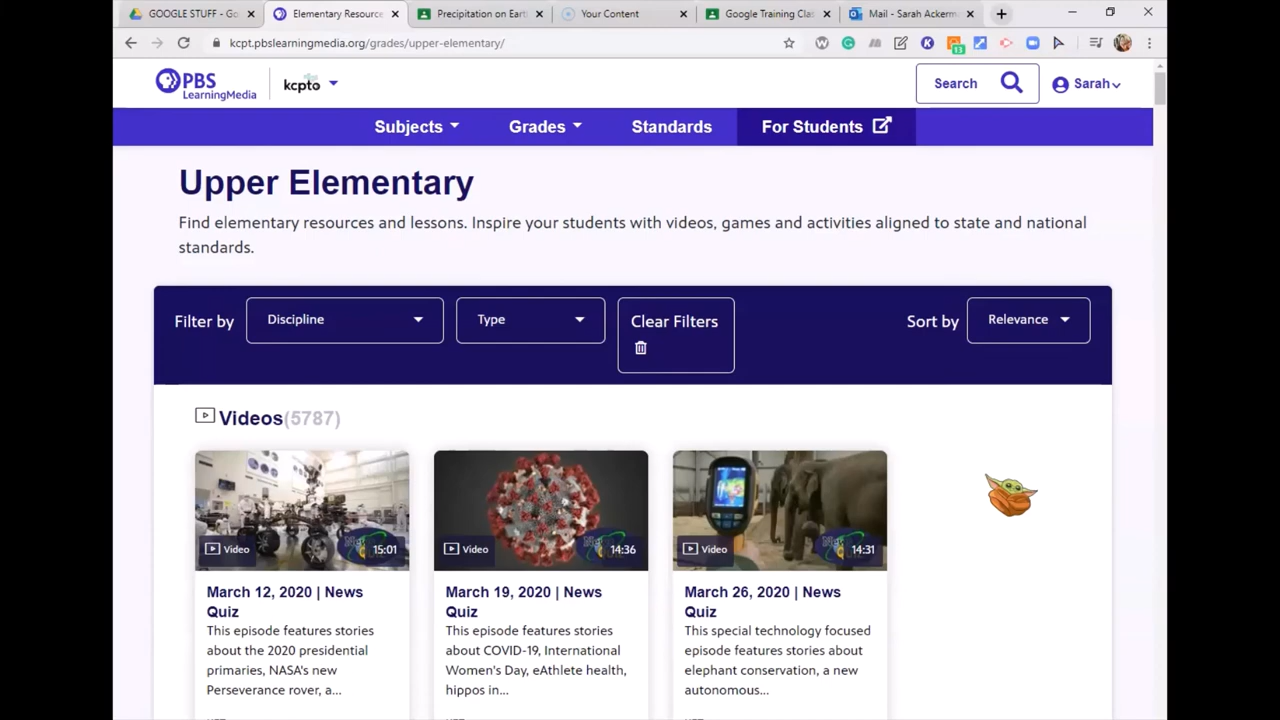 GOOGLE STUFF - Go
Elementary Resource
Precipitation on Earth
Your Content
Google Training Clas
Mail - Sarah Ackerm
kcpt.pbslearningmedia.org/grades/upper-elementary/
13
PBS
LearningMedia
kcpto
Search
Sarah
Subjects
Grades
Standards
For Students
Upper Elementary
Find elementary resources and lessons. Inspire your students with videos, games and activities aligned to state and national
standards.
Filter by
Discipline
Type
Clear Filters
Sort by
Relevance
Videos(5787)
Video
15:01
Video
14:36
Video
14:31
March 12, 2020 | News
Quiz
This episode features stories
about the 2020 presidential
primaries, NASA's new
Perseverance rover, a...
March 19, 2020 | News
Quiz
This episode features stories
about COVID-19, International
Women's Day, eAthlete health,
hippos in...
March 26, 2020 | News
Quiz
This special technology focused
episode features stories about
elephant conservation, a new
autonomous...